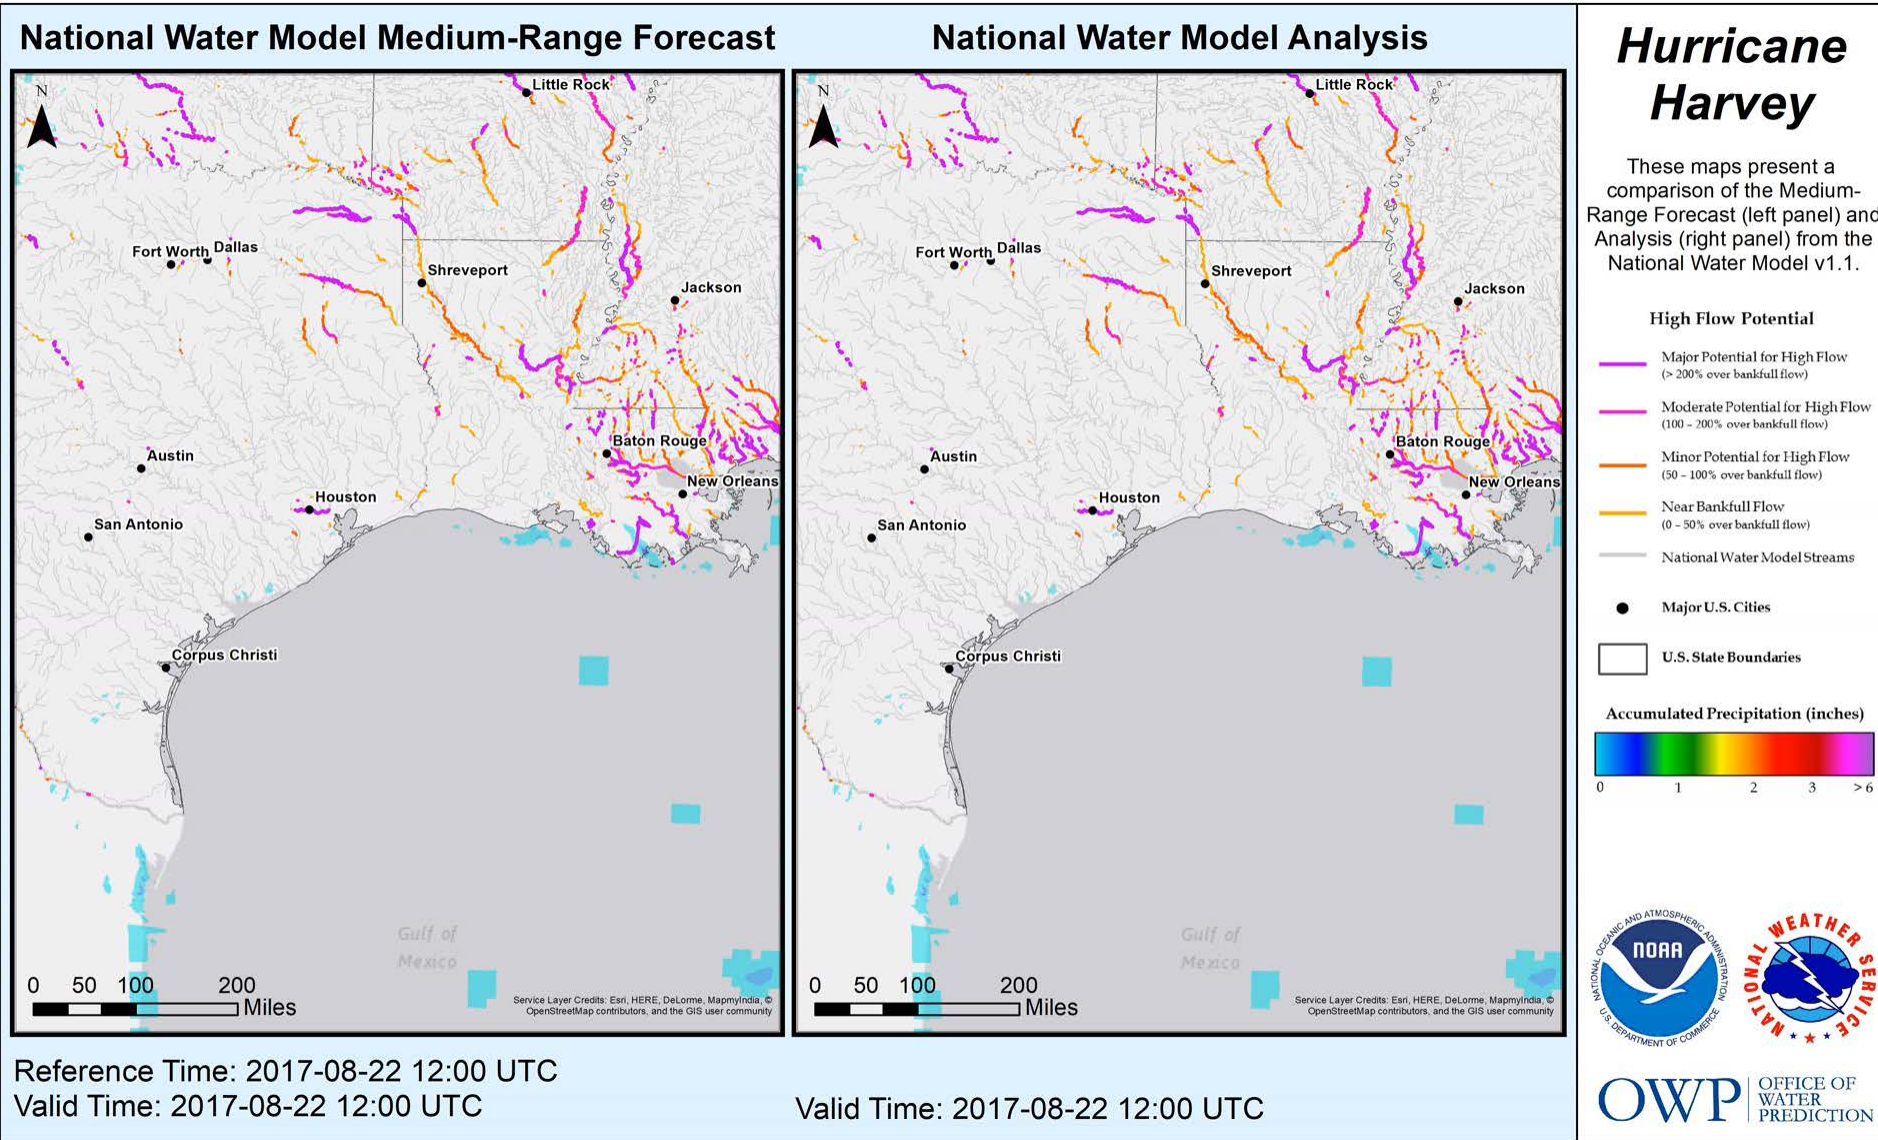 National Water Model Medium-Range Forecast
National Water Model Analysis
N
Little Rock
Fort Worth
Dallas
Shreveport
Jackson
Baton Rouge
New Orleans
Austin
Houston
San Antonio
Corpus Christi
Gulf of
Mexico
0 50 100 200
Miles
Service Layer Credits: Esri, HERE, DeLorme, MapmyIndia, ©
OpenStreetMap contributors, and the GIS user community
N
Little Rock
Fort Worth
Dallas
Shreveport
Jackson
Baton Rouge
New Orleans
Austin
Houston
San Antonio
Corpus Christi
Gulf of
Mexico
0 50 100 200
Miles
Service Layer Credits: Esri, HERE, DeLorme, MapmyIndia, ©
OpenStreetMap contributors, and the GIS user community
Reference Time: 2017-08-22 12:00 UTC
Valid Time: 2017-08-22 12:00 UTC
Valid Time: 2017-08-22 12:00 UTC
Hurricane
Harvey
These maps present a
comparison of the Medium-
Range Forecast (left panel) and
Analysis (right panel) from the
National Water Model v1.1.
High Flow Potential
Major Potential for High Flow
(> 200% over bankfull flow)
Moderate Potential for High Flow
(100 - 200% over bankfull flow)
Minor Potential for High Flow
(50 - 100% over bankfull flow)
Near Bankfull Flow
(0 - 50% over bankfull flow)
National Water Model Streams
Major U.S. Cities
U.S. State Boundaries
Accumulated Precipitation (inches)
0 1 2 3 > 6
NATIONAL OCEANIC AND ATMOSPHERIC ADMINISTRATION
NOAA
U.S. DEPARTMENT OF COMMERCE
NATIONAL WEATHER SERVICE
OWP
OFFICE OF
WATER
PREDICTION